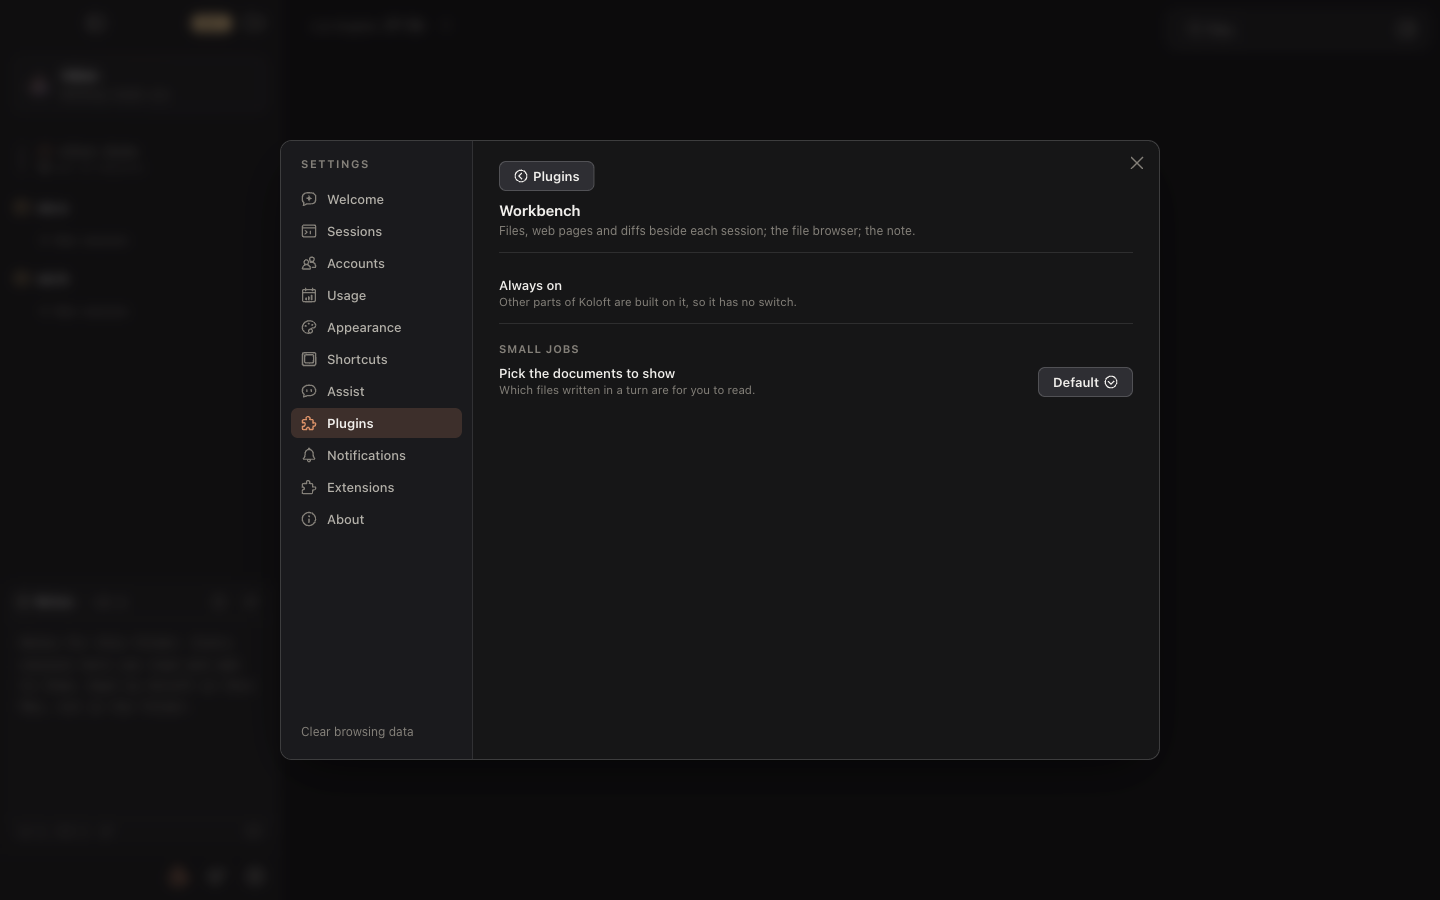 SETTINGS
Welcome
Sessions
Accounts
Usage
Appearance
Shortcuts
Assist
Plugins
Notifications
Extensions
About
Clear browsing data
Plugins
Workbench
Files, web pages and diffs beside each session; the file browser; the note.
Always on
Other parts of Koloft are built on it, so it has no switch.
SMALL JOBS
Pick the documents to show
Which files written in a turn are for you to read.
Default